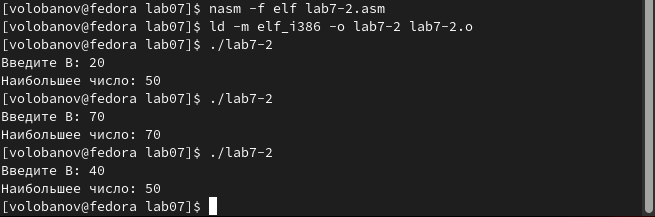 [volobanov@fedora lab07]$ nasm -f elf lab7-2.asm
[volobanov@fedora lab07]$ ld -m elf_i386 -o lab7-2 lab7-2.o
[volobanov@fedora lab07]$ ./lab7-2
Введите В: 20
Наибольшее число: 50
[volobanov@fedora lab07]$ ./lab7-2
Введите В: 70
Наибольшее число: 70
[volobanov@fedora lab07]$ ./lab7-2
Введите В: 40
Наибольшее число: 50
[volobanov@fedora lab07]$